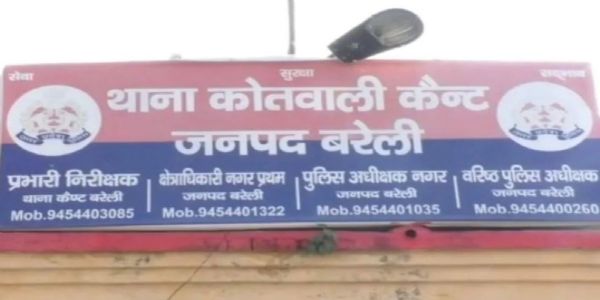 सेवा सुरक्षा सद्भाव
थाना कोतवाली कैन्ट
जनपद बरेली
प्रभारी निरीक्षक क्षेत्राधिकारी नगर प्रथम पुलिस अधीक्षक नगर वरिष्ठ पुलिस अधीक्षक
थाना कैण्ट बरेली जनपद बरेली जनपद बरेली जनपद बरेली
Mob.9454403085 Mob.9454401322 Mob.9454401035 Mob.9454400260